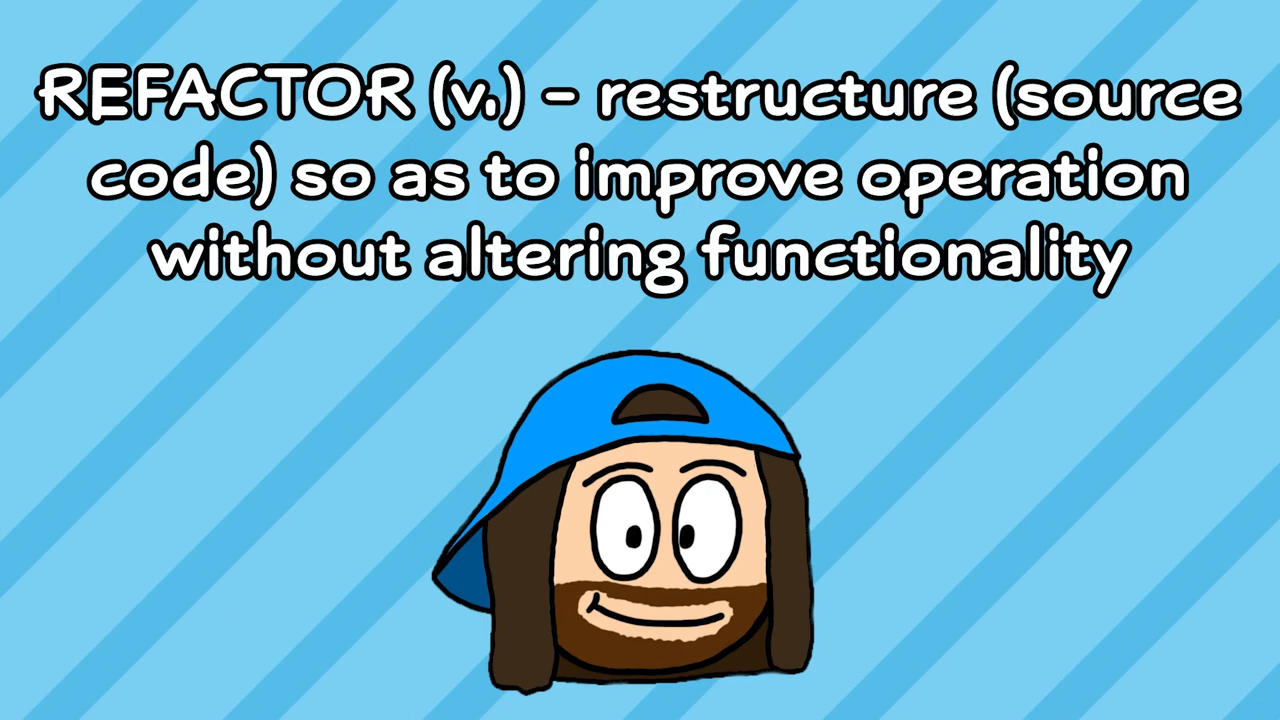 REFACTOR (v.) - restructure (source
code) so as to improve operation
without altering functionality